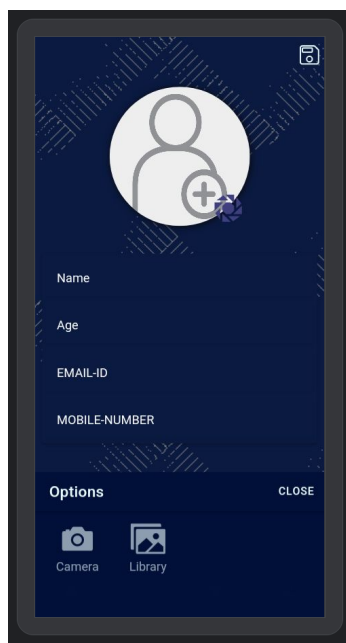 Name
Age
EMAIL-ID
MOBILE-NUMBER
Options CLOSE
Camera Library